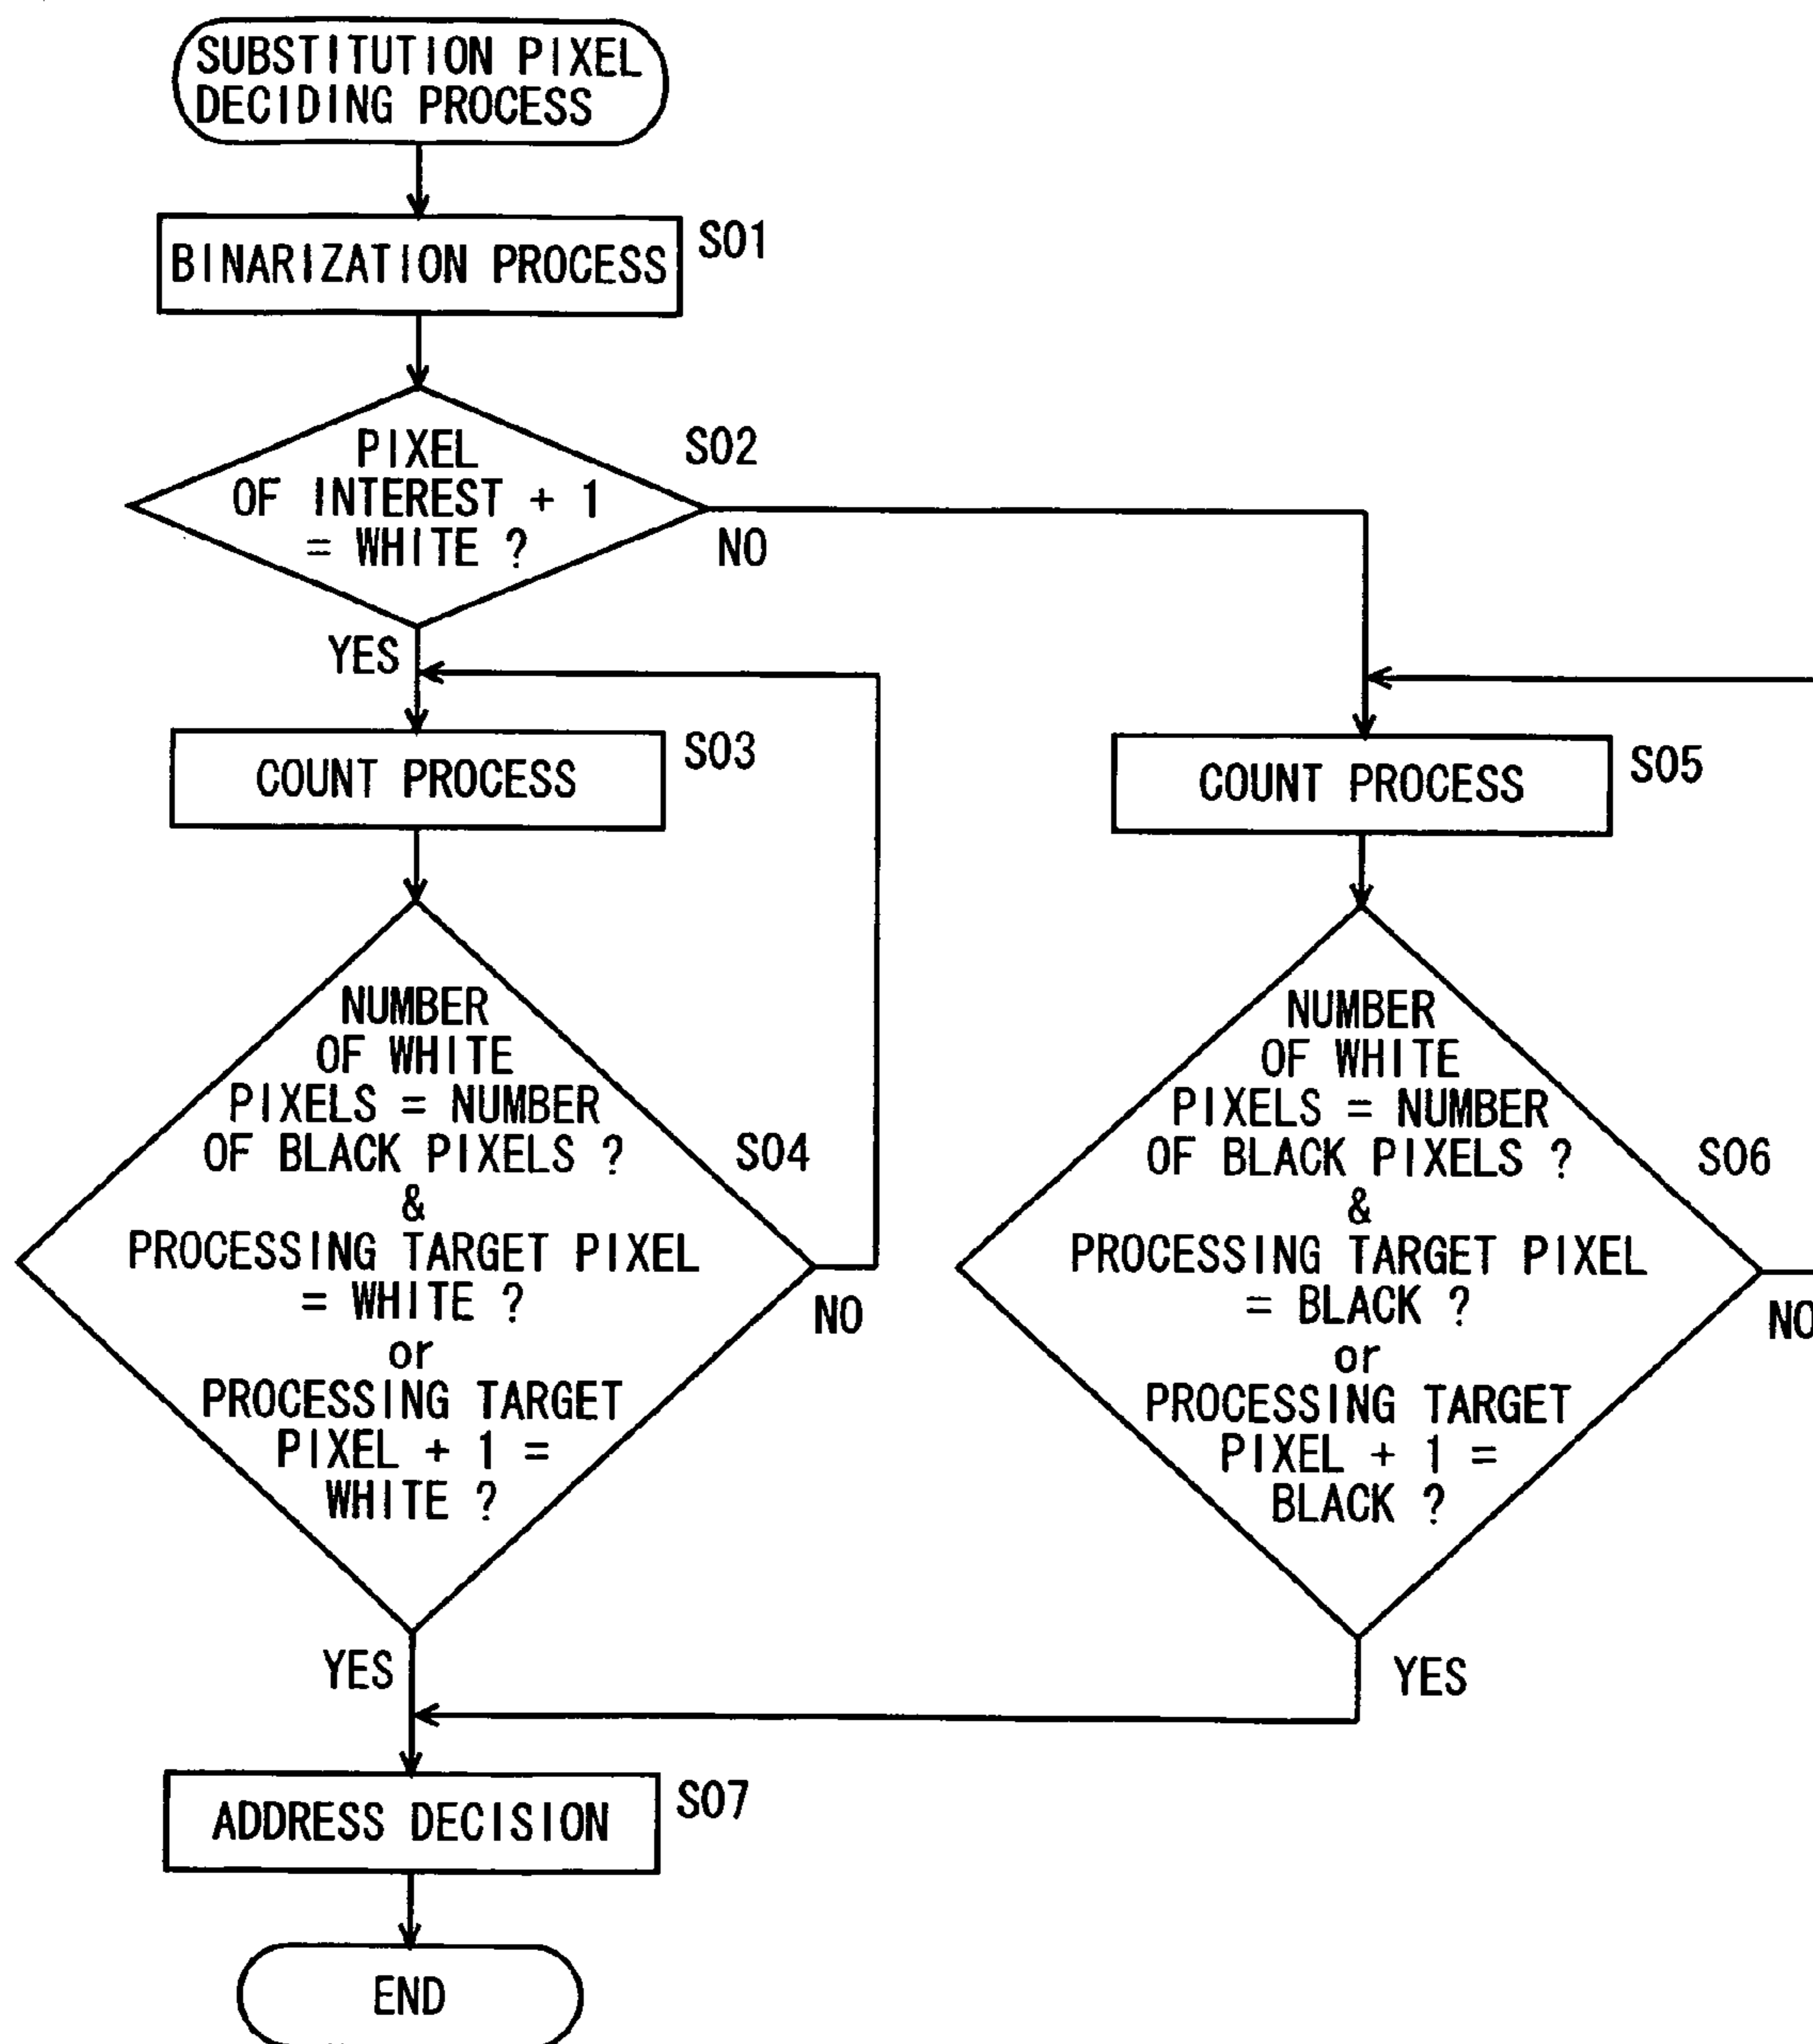 SUBSTITUTION PIXEL
DECIDING PROCESS
BINARIZATION PROCESS
S01
PIXEL
OF INTEREST + 1
= WHITE ?
S02
NO
YES
COUNT PROCESS
S03
NUMBER
OF WHITE
PIXELS = NUMBER
OF BLACK PIXELS ?
&
PROCESSING TARGET PIXEL
= WHITE ?
or
PROCESSING TARGET
PIXEL + 1 =
WHITE ?
S04
NO
YES
COUNT PROCESS
S05
NUMBER
OF WHITE
PIXELS = NUMBER
OF BLACK PIXELS ?
&
PROCESSING TARGET PIXEL
= BLACK ?
or
PROCESSING TARGET
PIXEL + 1 =
BLACK ?
S06
NO
YES
ADDRESS DECISION
S07
END